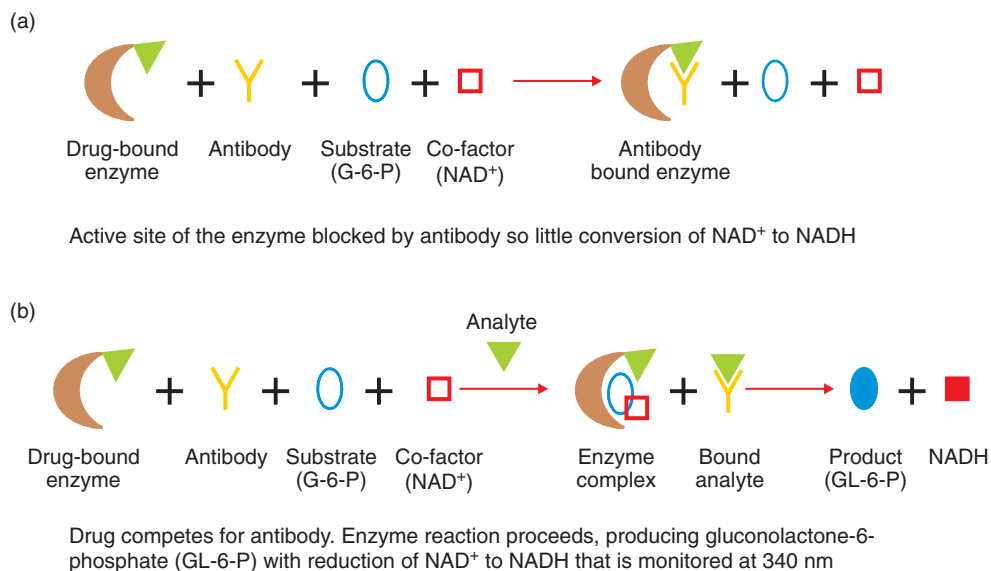 (a)
Drug-bound enzyme
Antibody
Substrate (G-6-P)
Co-factor (NAD⁺)
Antibody bound enzyme
Active site of the enzyme blocked by antibody so little conversion of NAD⁺ to NADH
(b)
Analyte
Drug-bound enzyme
Antibody
Substrate (G-6-P)
Co-factor (NAD⁺)
Enzyme complex
Bound analyte
Product (GL-6-P)
NADH
Drug competes for antibody. Enzyme reaction proceeds, producing gluconolactone-6-
phosphate (GL-6-P) with reduction of NAD⁺ to NADH that is monitored at 340 nm